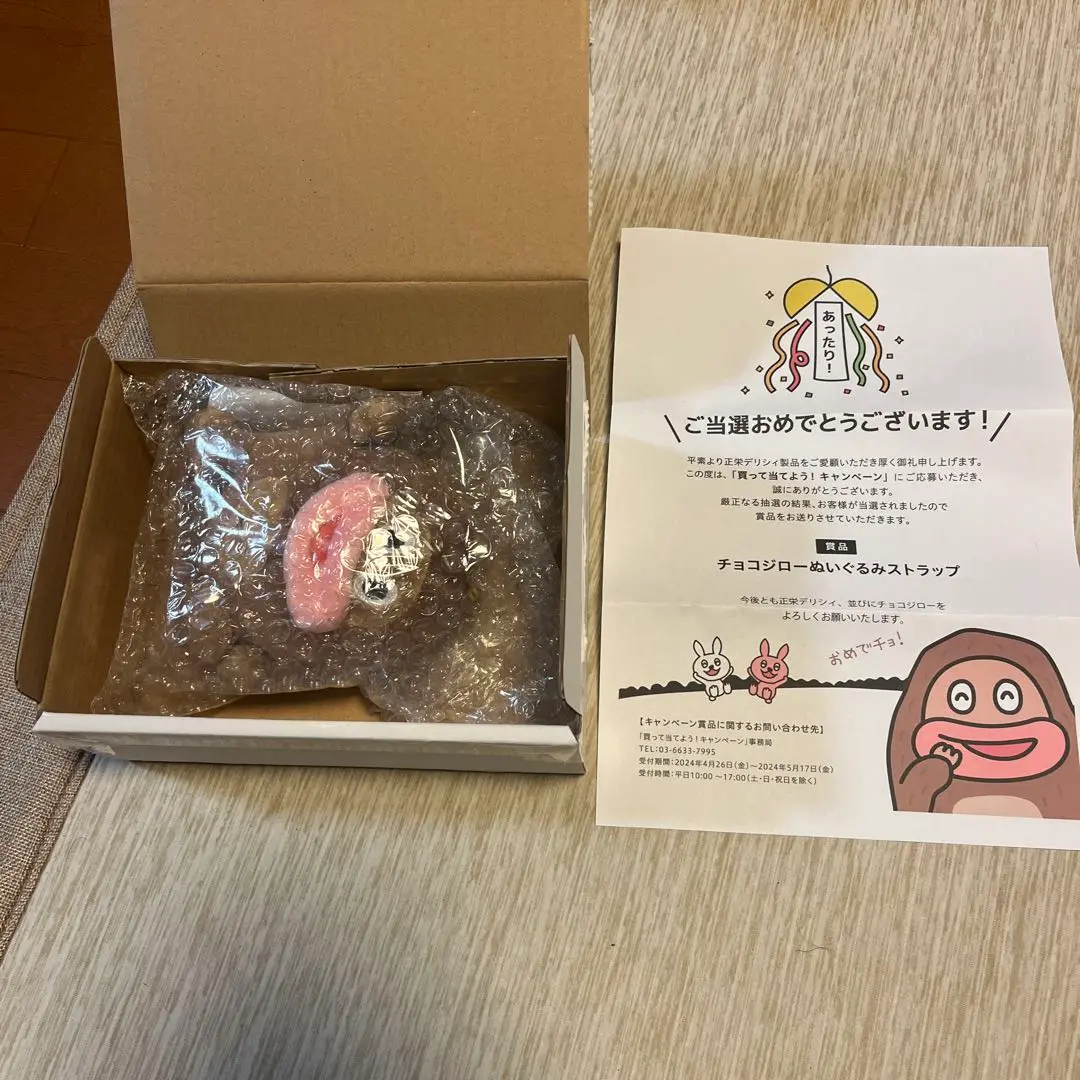 あったり!
ご当選おめでとうございます!
平素より正栄デリシィ製品をご愛顧いただき厚く御礼申し上げます。
この度は、「買って当てよう! キャンペーン」にご応募いただき、
誠にありがとうございます。
厳正なる抽選の結果、お客様が当選されましたので
賞品をお送りさせていただきます。
賞品
チョコジローぬいぐるみストラップ
今後とも正栄デリシィ、並びにチョコジローを
よろしくお願いいたします。
おめでチョ!
【キャンペーン賞品に関するお問い合わせ先】
「買って当てよう! キャンペーン」事務局
TEL:03-6633-7995
受付期間:2024年4月26日(金)~2024年5月17日(金)
受付時間:平日10:00 ~17:00(土・日・祝日を除く)